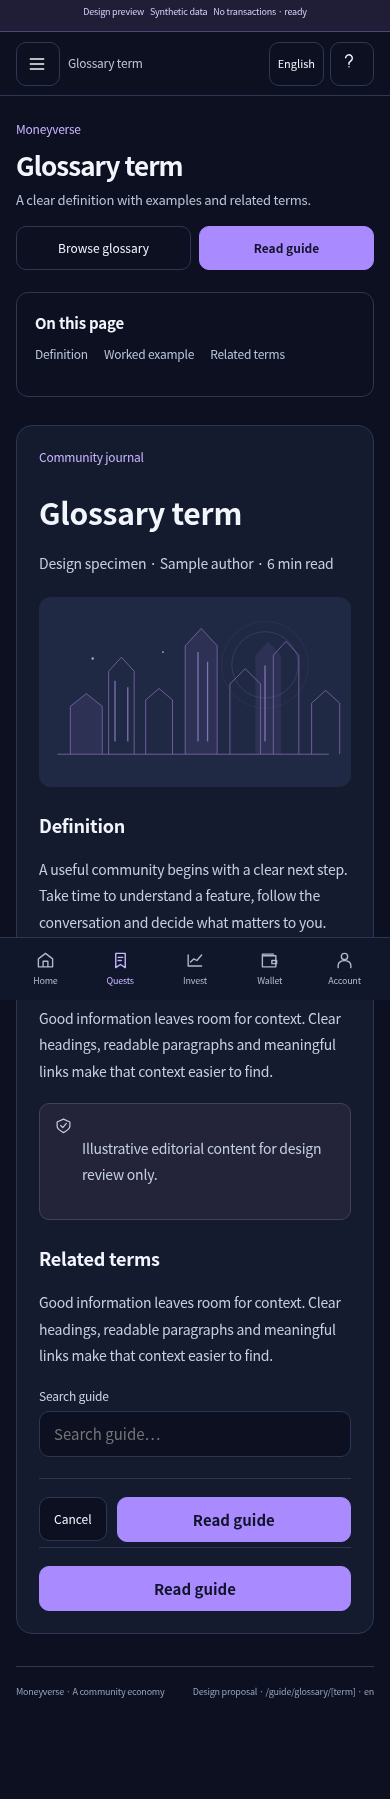 Design preview Synthetic data No transactions · ready
Glossary term
English
?
Moneyverse
Glossary term
A clear definition with examples and related terms.
Browse glossary
Read guide
On this page
Definition Worked example Related terms
Community journal
Glossary term
Design specimen · Sample author · 6 min read
Definition
A useful community begins with a clear next step.
Take time to understand a feature, follow the
conversation and decide what matters to you.
Home
Quests
Invest
Wallet
Account
Good information leaves room for context. Clear
headings, readable paragraphs and meaningful
links make that context easier to find.
Illustrative editorial content for design
review only.
Related terms
Good information leaves room for context. Clear
headings, readable paragraphs and meaningful
links make that context easier to find.
Search guide
Search guide…
Cancel
Read guide
Read guide
Moneyverse · A community economy
Design proposal · /guide/glossary/[term] · en